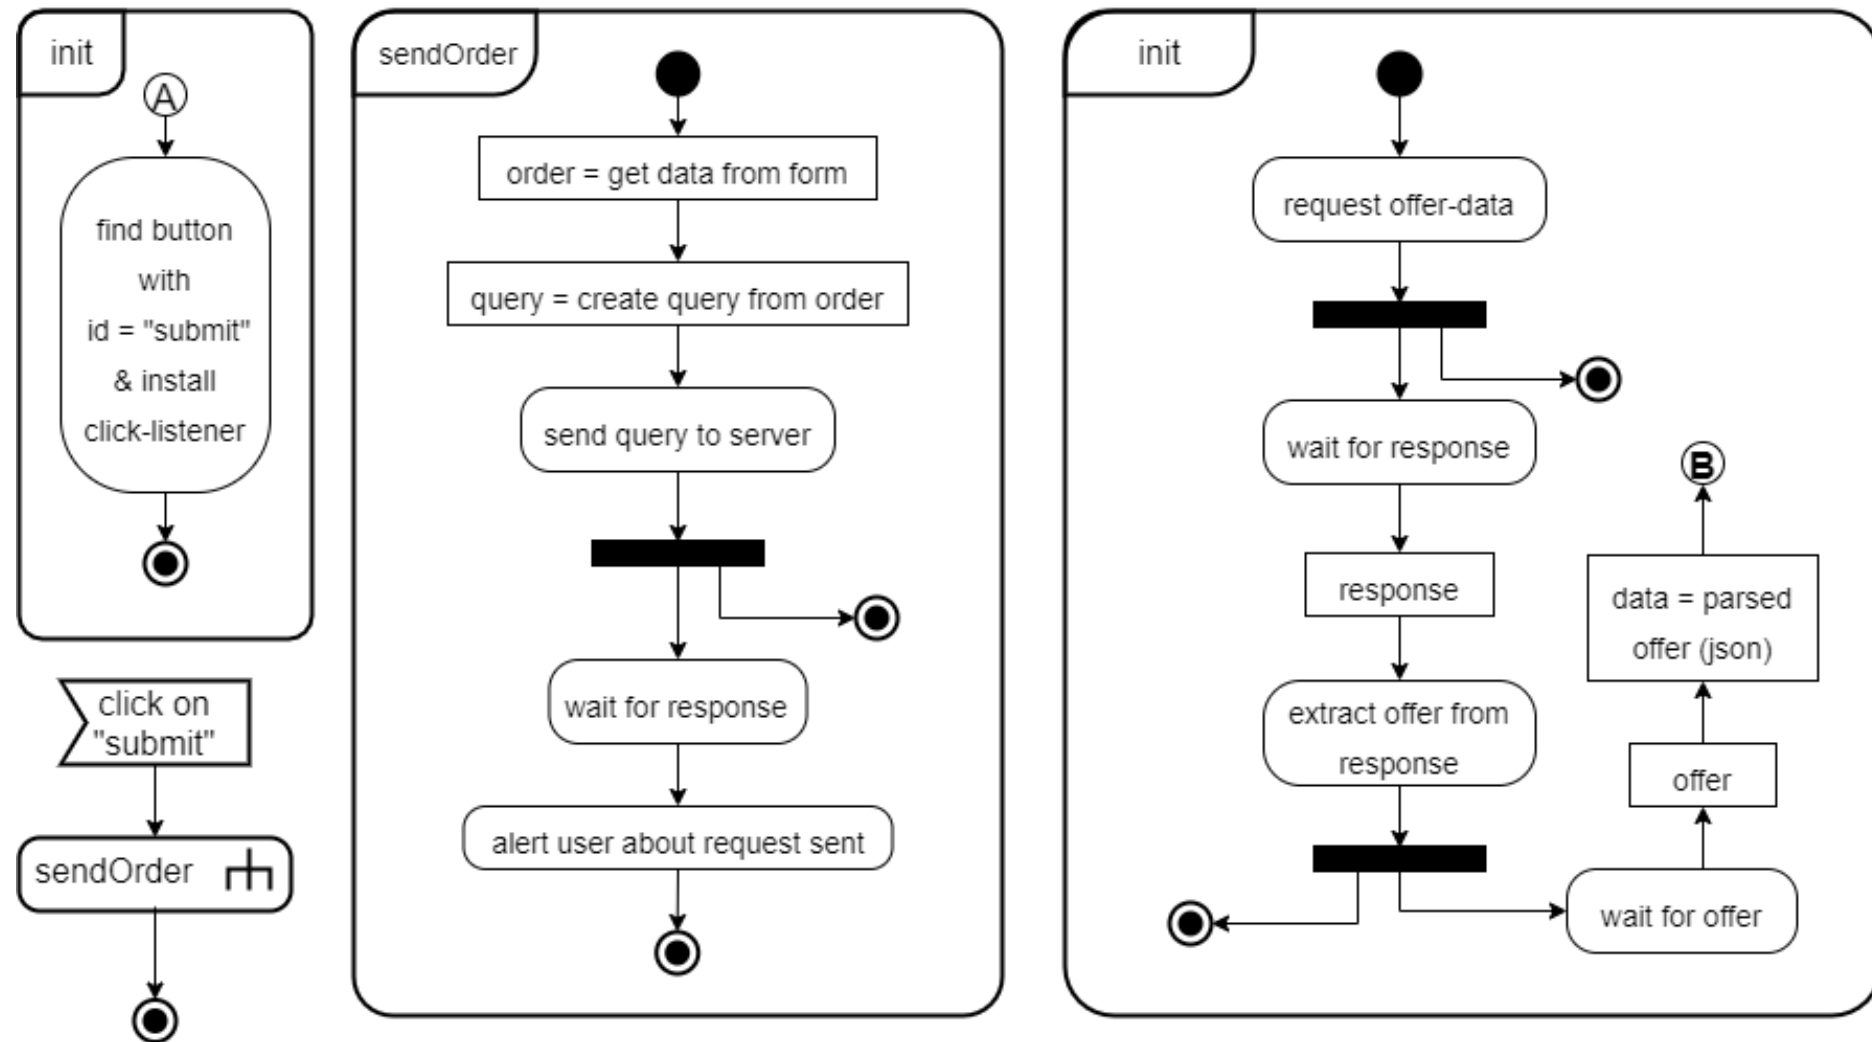 init
A
find button
with
id = "submit"
& install
click-listener
click on
"submit"
sendOrder
sendOrder
order = get data from form
query = create query from order
send query to server
wait for response
alert user about request sent
init
request offer-data
wait for response
response
extract offer from
response
wait for offer
offer
data = parsed
offer (json)
B